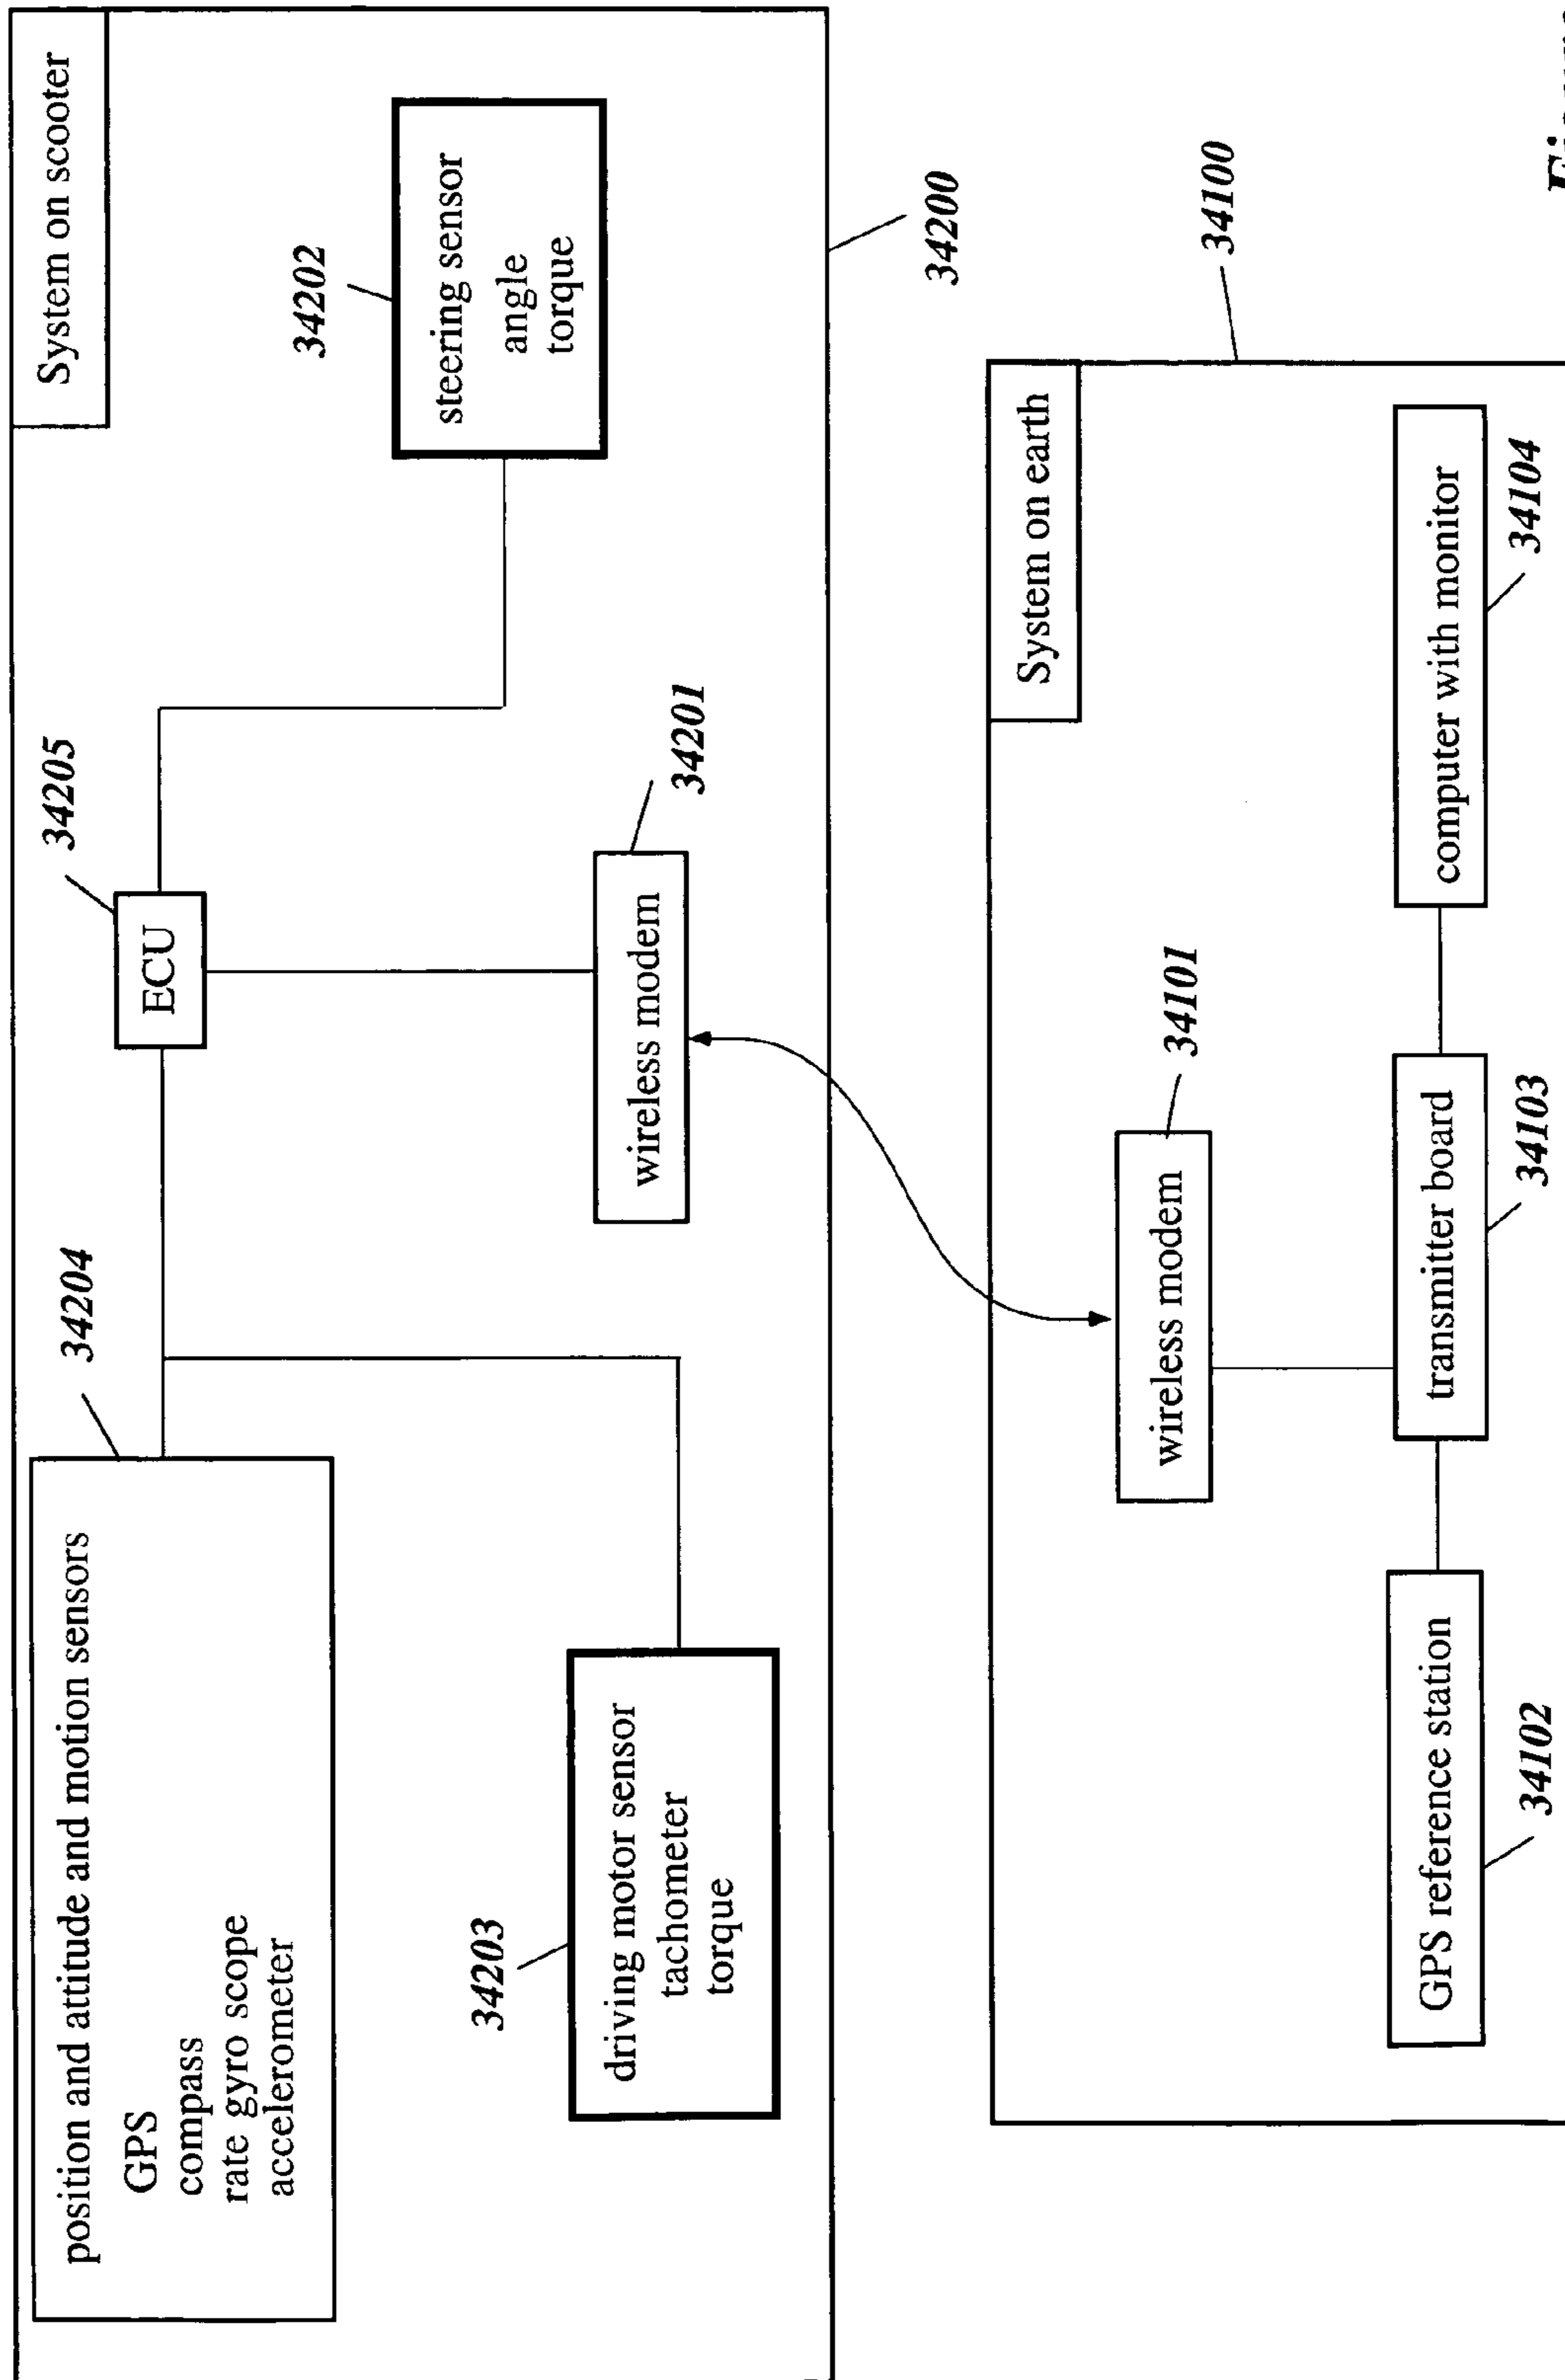 System on scooter
34204
position and attitude and motion sensors
GPS
compass
rate gyro scope
accelerometer
34205
ECU
34202
steering sensor
angle
torque
34203
driving motor sensor
tachometer
torque
34201
wireless modem
34200
System on earth
34100
34101
wireless modem
GPS reference station
34102
transmitter board
34103
computer with monitor
34104